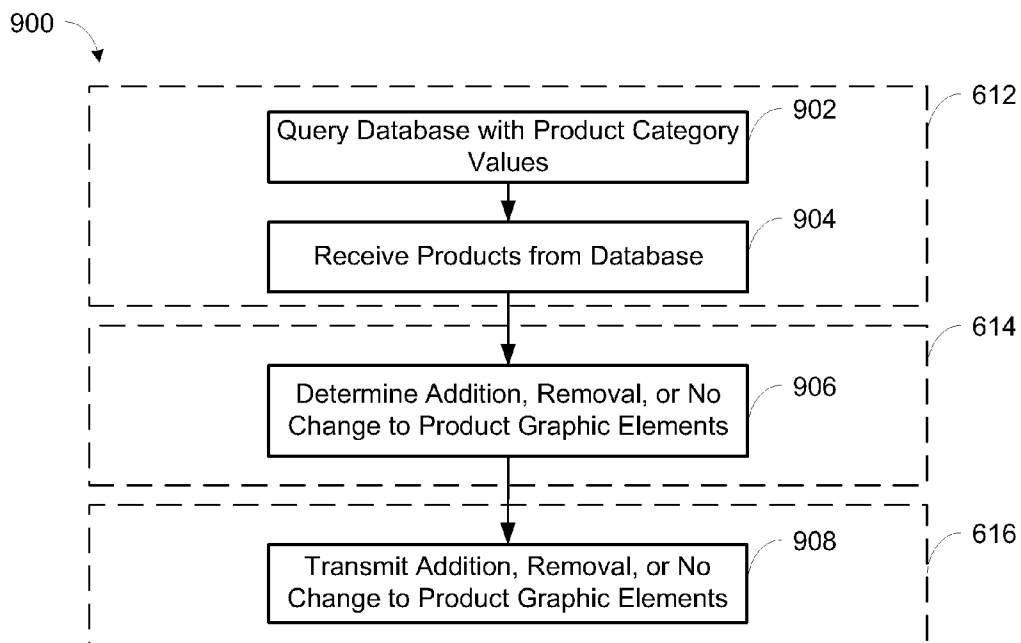 900
612
902
Query Database with Product Category
Values
904
Receive Products from Database
614
906
Determine Addition, Removal, or No
Change to Product Graphic Elements
616
908
Transmit Addition, Removal, or No
Change to Product Graphic Elements